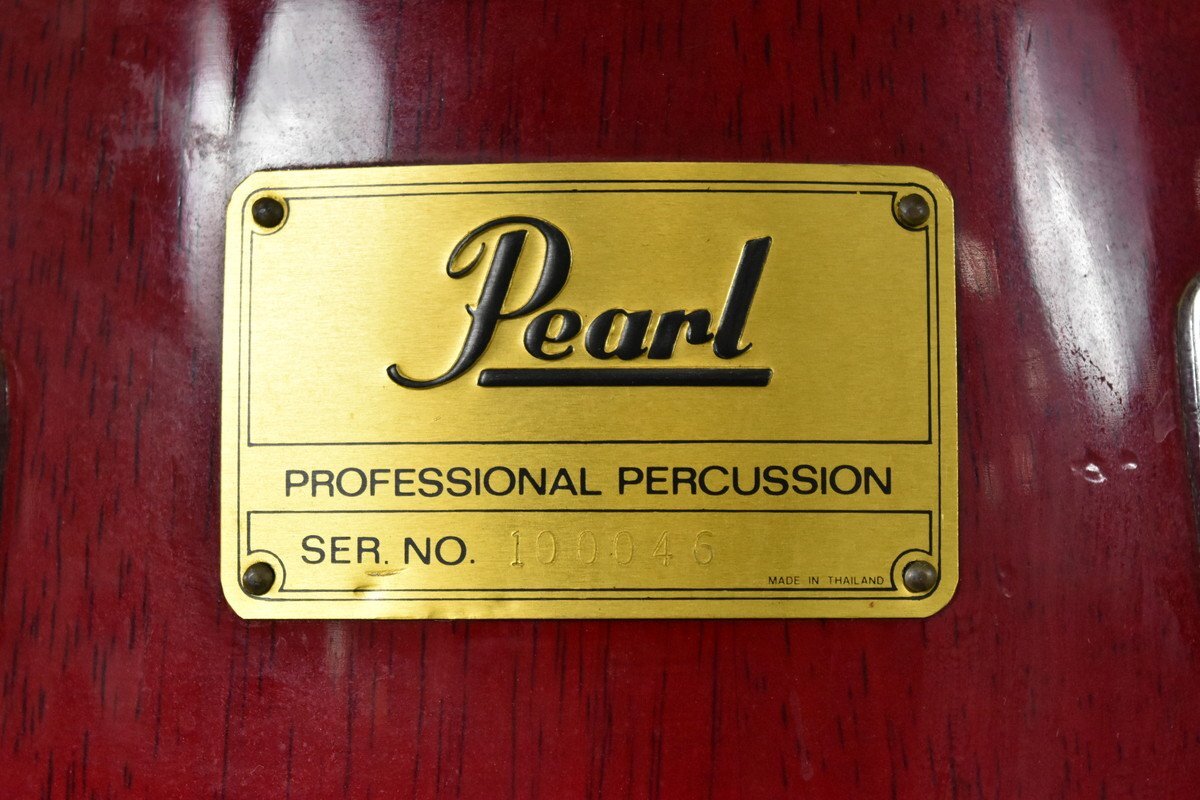 Pearl
PROFESSIONAL PERCUSSION
SER. NO. 100046
MADE IN THAILAND